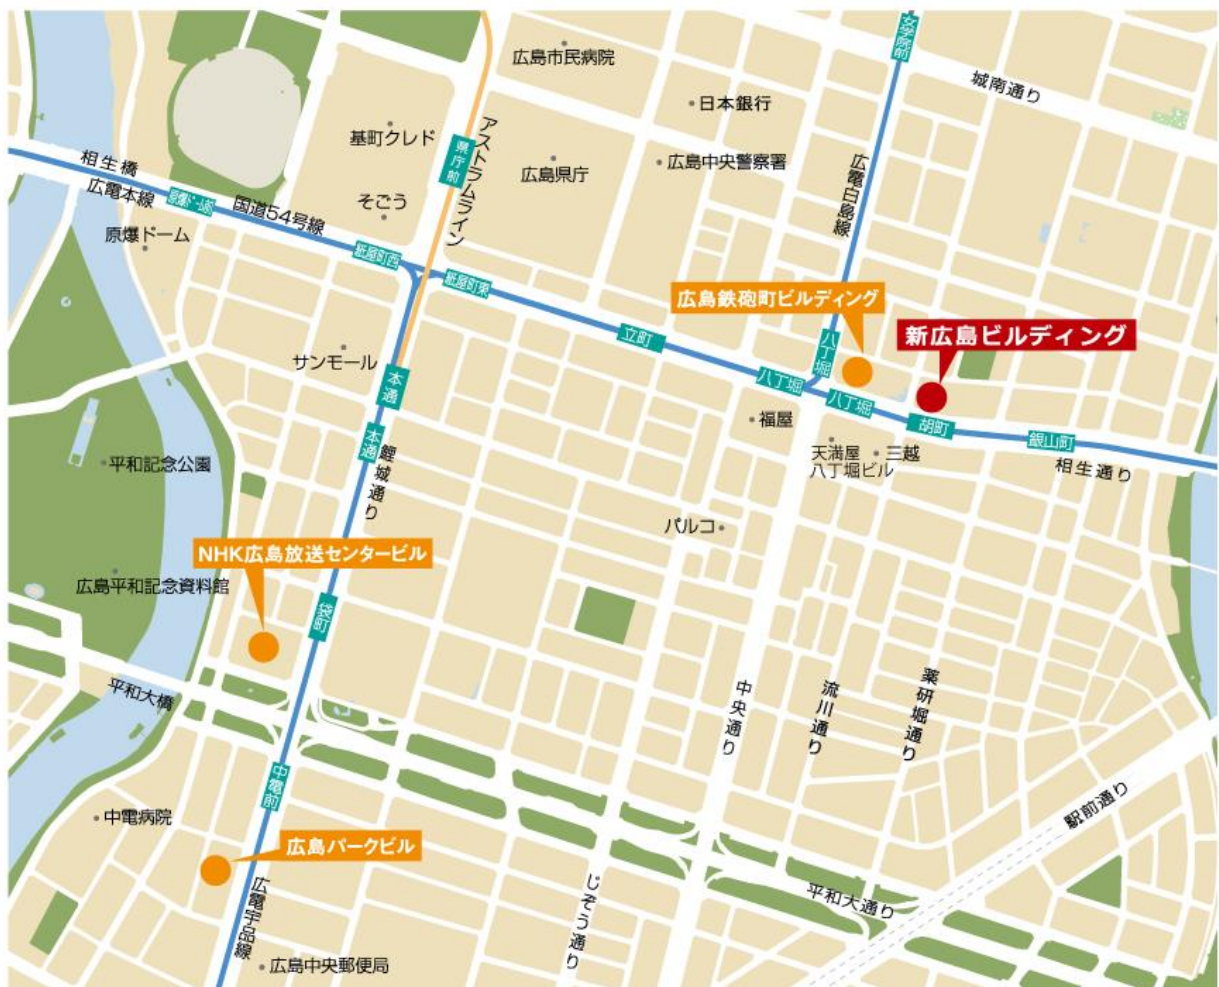 女学院前
広島市民病院
城南通り
日本銀行
アストラムライン
基町クレド
県庁前
広島県庁
広島中央警察署
相生橋
広電本線
原爆ドーム前
国道54号線
そごう
広電白島線
原爆ドーム
紙屋町西
紙屋町東
広島鉄砲町ビルディング
立町
八丁堀
新広島ビルディング
サンモール
本通
八丁堀
八丁堀
福屋
胡町
銀山町
本通
鯉城通り
天満屋
八丁堀ビル
三越
相生通り
平和記念公園
パルコ
NHK広島放送センタービル
広島平和記念資料館
袋町
平和大橋
中央通り
流川通り
薬研堀通り
中電前
中電病院
駅前通り
広島パークビル
広電宇品線
じぞう通り
平和大通り
広島中央郵便局